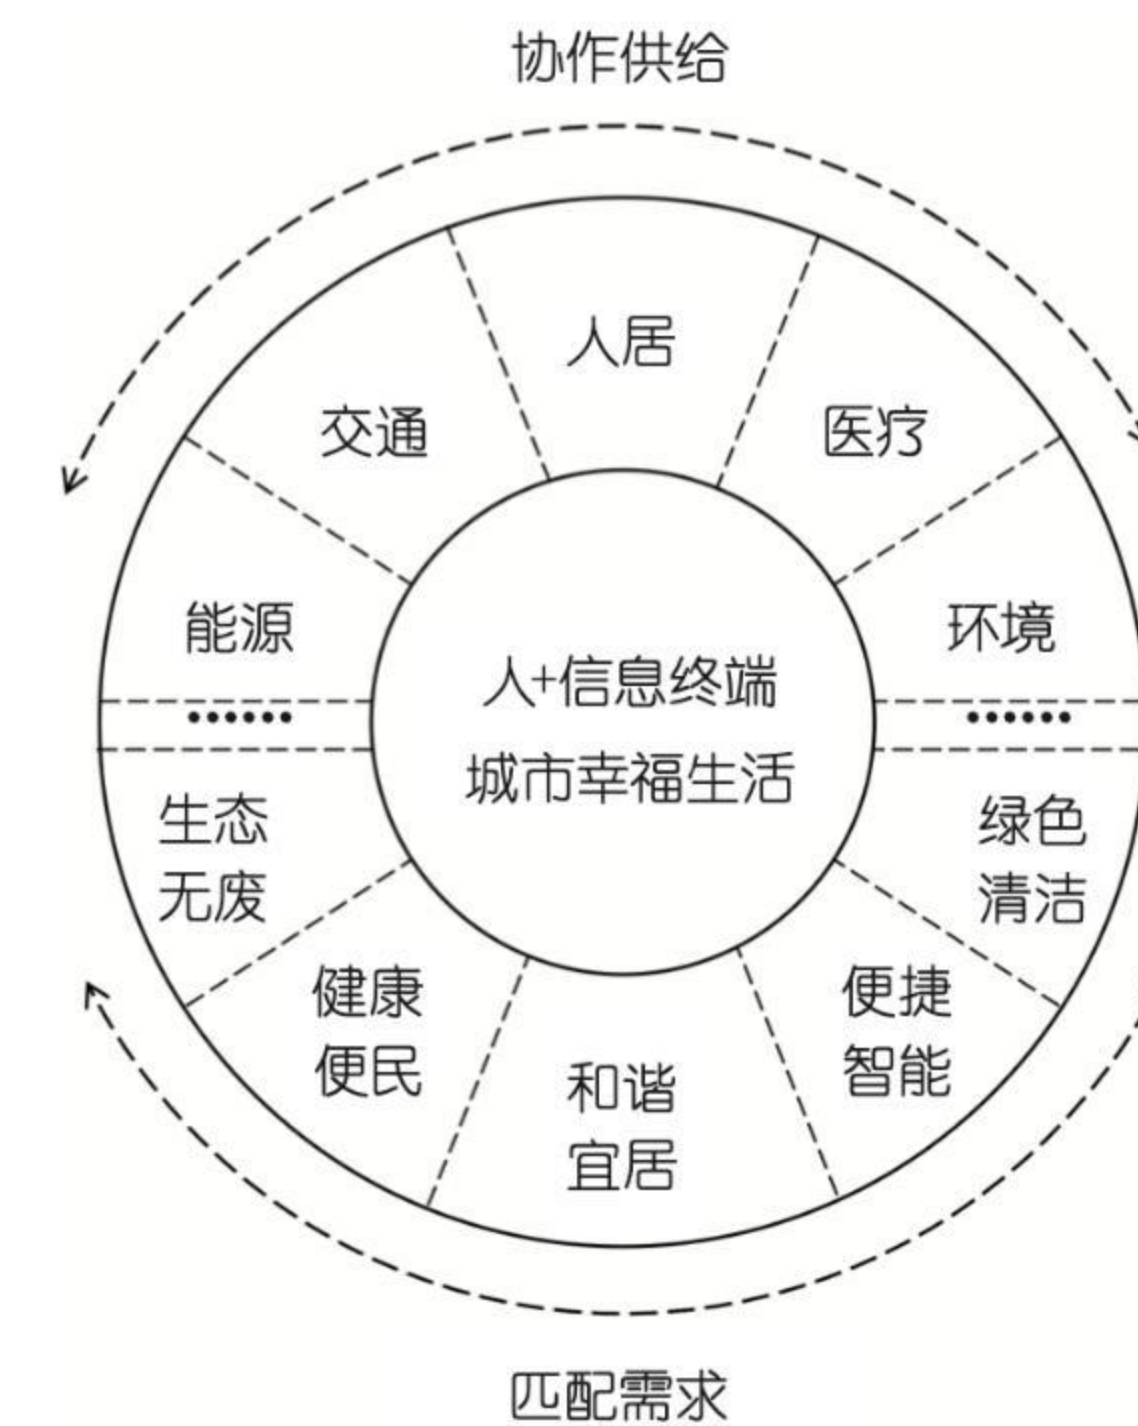 协作供给
人居
交通
医疗
能源
环境
······
······
人+信息终端
城市幸福生活
生态
无废
绿色
清洁
健康
便民
便捷
智能
和谐
宜居
匹配需求